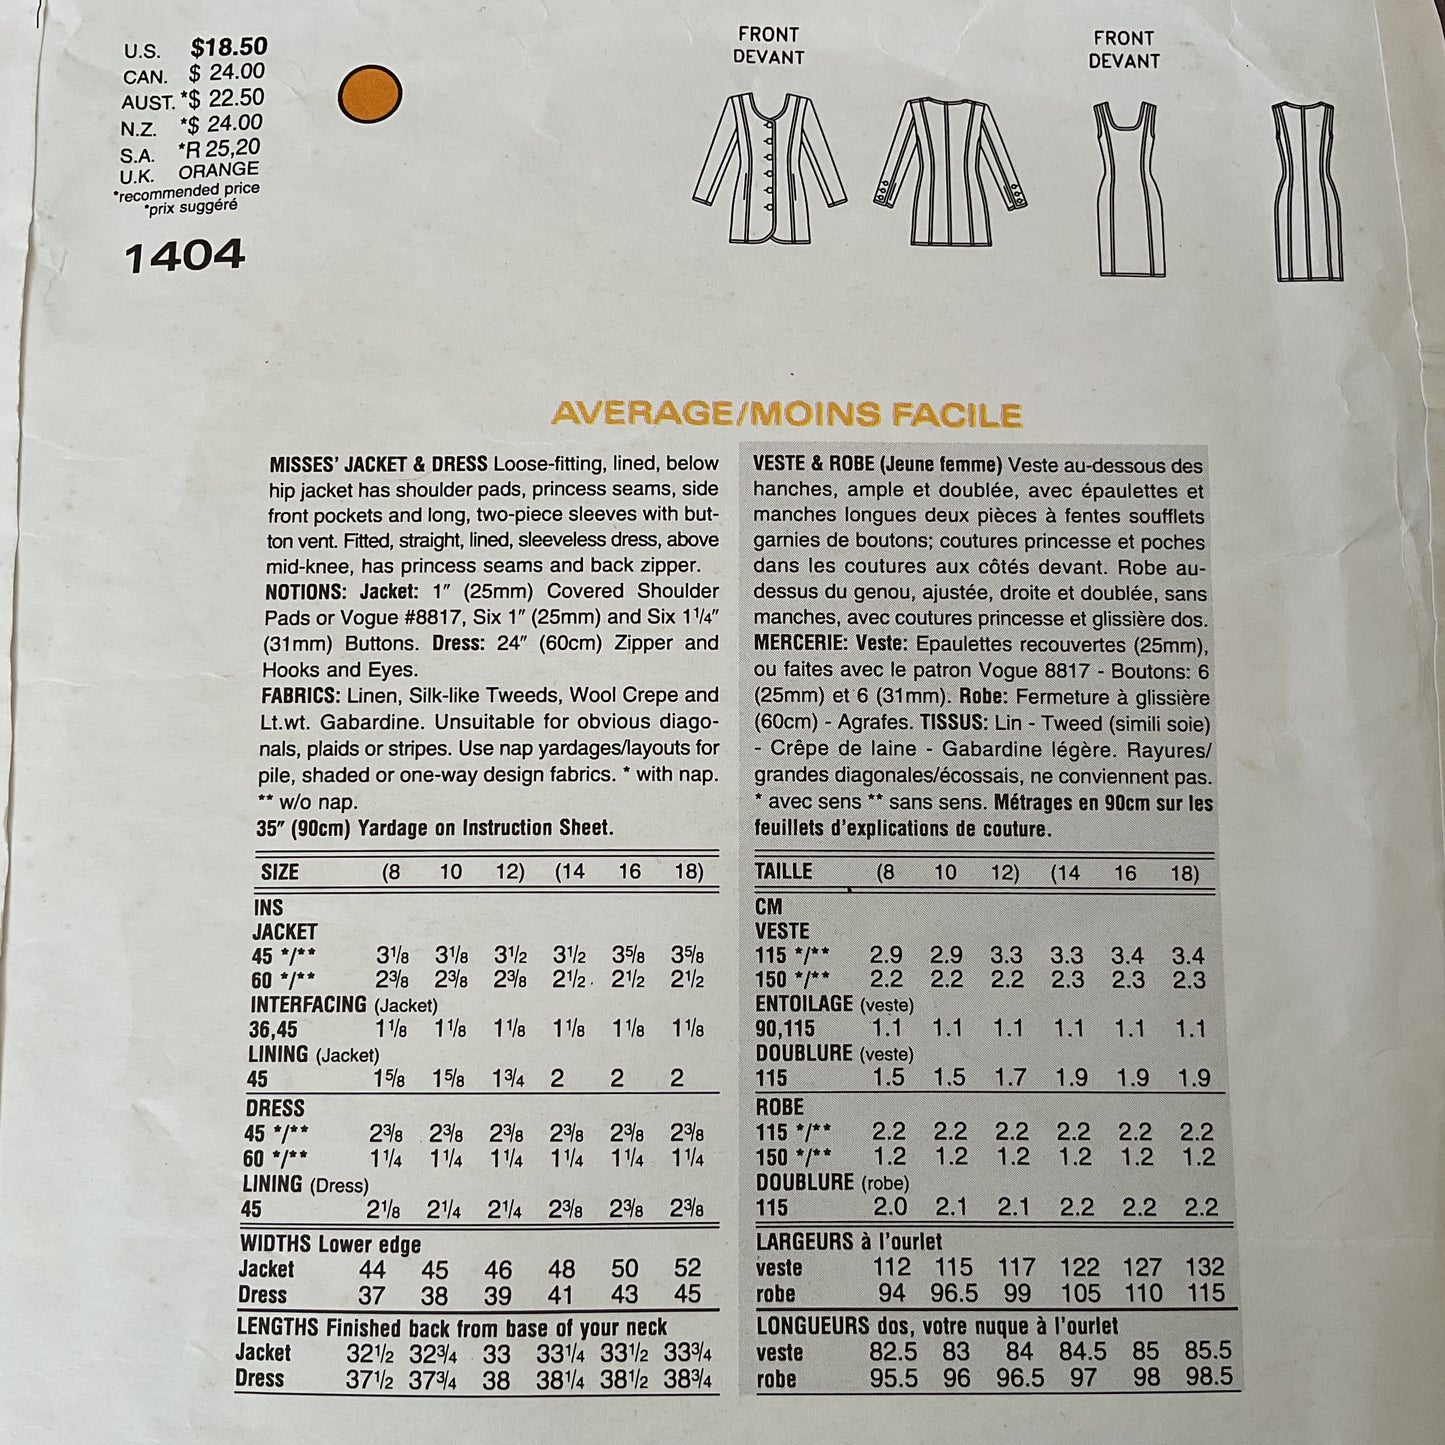 U.S. $18.50
CAN. $ 24.00
AUST. *$ 22.50
N.Z. *$ 24.00
S.A. *R 25,20
U.K. ORANGE
*recommended price
*prix suggéré
1404
FRONT
DEVANT
FRONT
DEVANT
AVERAGE/MOINS FACILE
MISSES' JACKET & DRESS Loose-fitting, lined, below
hip jacket has shoulder pads, princess seams, side
front pockets and long, two-piece sleeves with but-
ton vent. Fitted, straight, lined, sleeveless dress, above
mid-knee, has princess seams and back zipper.
NOTIONS: Jacket: 1" (25mm) Covered Shoulder
Pads or Vogue #8817, Six 1" (25mm) and Six 1¼"
(31mm) Buttons. Dress: 24" (60cm) Zipper and
Hooks and Eyes.
FABRICS: Linen, Silk-like Tweeds, Wool Crepe and
Lt.wt. Gabardine. Unsuitable for obvious diago-
nals, plaids or stripes. Use nap yardages/layouts for
pile, shaded or one-way design fabrics. * with nap.
** w/o nap.
35" (90cm) Yardage on Instruction Sheet.
SIZE (8 10 12) (14 16 18)
INS
JACKET
45 */** 3⅛ 3⅛ 3½ 3½ 3⅝ 3⅝
60 */** 2⅜ 2⅜ 2⅜ 2½ 2½ 2½
INTERFACING (Jacket)
36,45 1⅛ 1⅛ 1⅛ 1⅛ 1⅛ 1⅛
LINING (Jacket)
45 1⅝ 1⅝ 1¾ 2 2 2
DRESS
45 */** 2⅜ 2⅜ 2⅜ 2⅜ 2⅜ 2⅜
60 */** 1¼ 1¼ 1¼ 1¼ 1¼ 1¼
LINING (Dress)
45 2⅛ 2¼ 2¼ 2⅜ 2⅜ 2⅜
WIDTHS Lower edge
Jacket 44 45 46 48 50 52
Dress 37 38 39 41 43 45
LENGTHS Finished back from base of your neck
Jacket 32½ 32¾ 33 33¼ 33½ 33¾
Dress 37½ 37¾ 38 38¼ 38½ 38¾
VESTE & ROBE (Jeune femme) Veste au-dessous des
hanches, ample et doublée, avec épaulettes et
manches longues deux pièces à fentes soufflets
garnies de boutons; coutures princesse et poches
dans les coutures aux côtés devant. Robe au-
dessus du genou, ajustée, droite et doublée, sans
manches, avec coutures princesse et glissière dos.
MERCERIE: Veste: Epaulettes recouvertes (25mm),
ou faites avec le patron Vogue 8817 - Boutons: 6
(25mm) et 6 (31mm). Robe: Fermeture à glissière
(60cm) - Agrafes. TISSUS: Lin - Tweed (simili soie)
- Crêpe de laine - Gabardine légère. Rayures/
grandes diagonales/écossais, ne conviennent pas.
* avec sens ** sans sens. Métrages en 90cm sur les
feuillets d'explications de couture.
TAILLE (8 10 12) (14 16 18)
CM
VESTE
115 */** 2.9 2.9 3.3 3.3 3.4 3.4
150 */** 2.2 2.2 2.2 2.3 2.3 2.3
ENTOILAGE (veste)
90,115 1.1 1.1 1.1 1.1 1.1 1.1
DOUBLURE (veste)
115 1.5 1.5 1.7 1.9 1.9 1.9
ROBE
115 */** 2.2 2.2 2.2 2.2 2.2 2.2
150 */** 1.2 1.2 1.2 1.2 1.2 1.2
DOUBLURE (robe)
115 2.0 2.1 2.1 2.2 2.2 2.2
LARGEURS à l'ourlet
veste 112 115 117 122 127 132
robe 94 96.5 99 105 110 115
LONGUEURS dos, votre nuque à l'ourlet
veste 82.5 83 84 84.5 85 85.5
robe 95.5 96 96.5 97 98 98.5